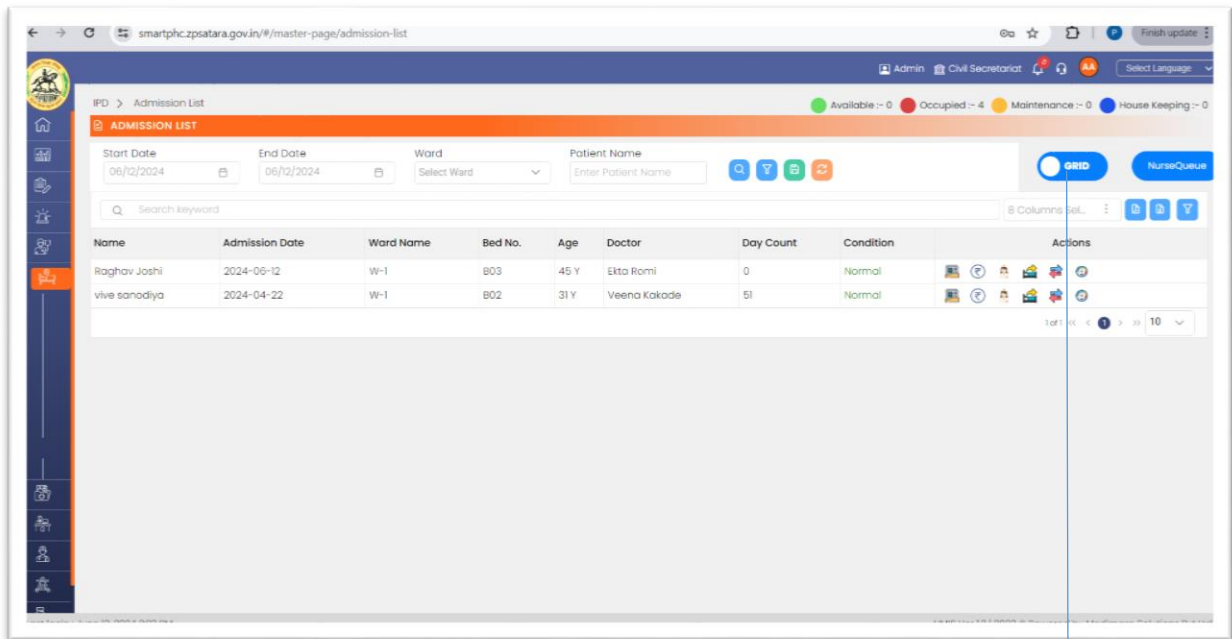 smartphc.zpsatara.gov.in/#/master-page/admission-list
Finish update
P
Admin Civil Secretariat AA Select Language
IPD > Admission List
Available :- 0 Occupied :- 4 Maintenance :- 0 House Keeping :- 0
ADMISSION LIST
Start Date End Date Ward Patient Name
06/12/2024 06/12/2024 Select Ward Enter Patient Name
GRID NurseQueue
Search keyword 8 Columns Sel...
Name Admission Date Ward Name Bed No. Age Doctor Day Count Condition Actions
Raghav Joshi 2024-06-12 W-1 B03 45 Y Ekta Romi 0 Normal
vive sanodiya 2024-04-22 W-1 B02 31 Y Veena Kakade 51 Normal
1 of 1 << < 1 > >> 10